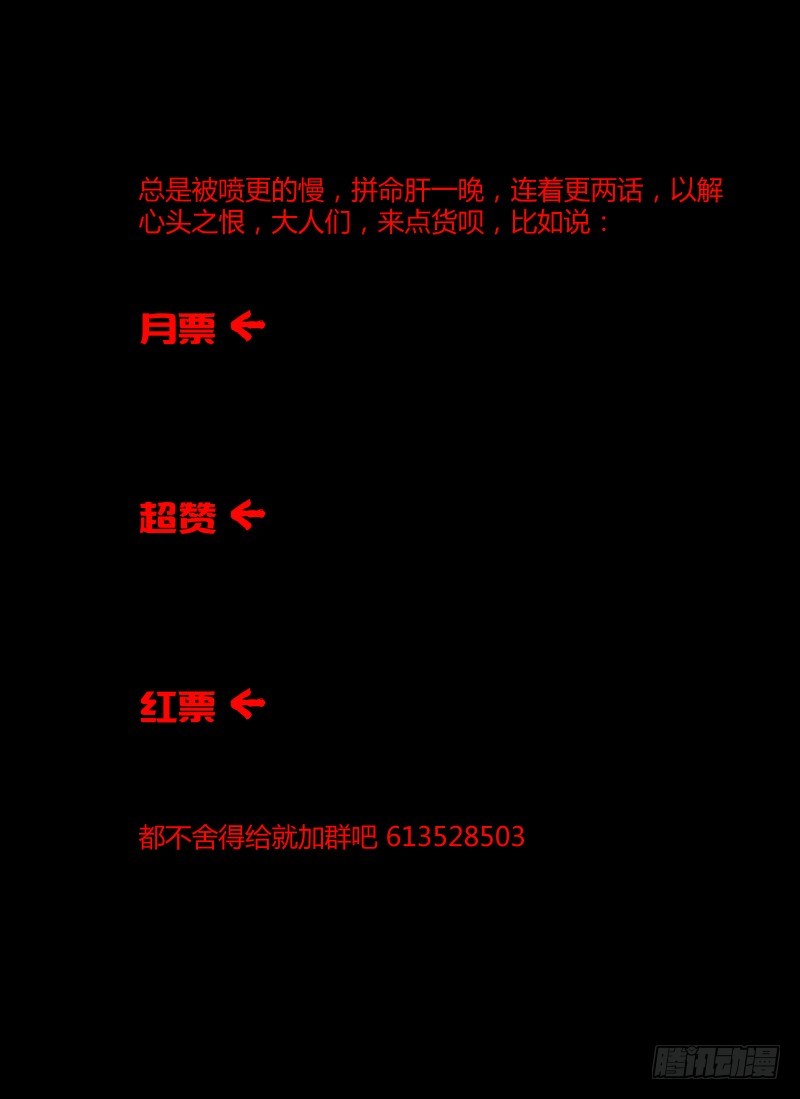 总是被喷更的慢，拼命肝一晚，连着更两话，以解
心头之恨，大人们，来点货呗，比如说：
月票 ←
超赞 ←
红票 ←
都不舍得给就加群吧 613528503
腾讯动漫